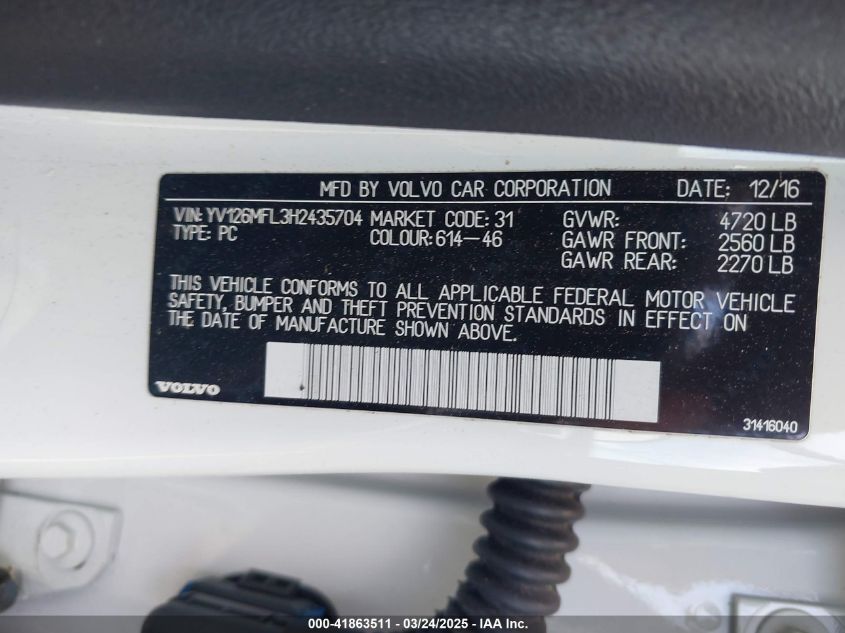 MFD BY VOLVO CAR CORPORATION DATE: 12/16
VIN: YV126MFL3H2435704 MARKET CODE: 31 GVWR: 4720 LB
TYPE: PC COLOUR: 614-46 GAWR FRONT: 2560 LB
GAWR REAR: 2270 LB
THIS VEHICLE CONFORMS TO ALL APPLICABLE FEDERAL MOTOR VEHICLE
SAFETY, BUMPER AND THEFT PREVENTION STANDARDS IN EFFECT ON
THE DATE OF MANUFACTURE SHOWN ABOVE.
VOLVO
31416040
000-41863511 - 03/24/2025 - IAA Inc.